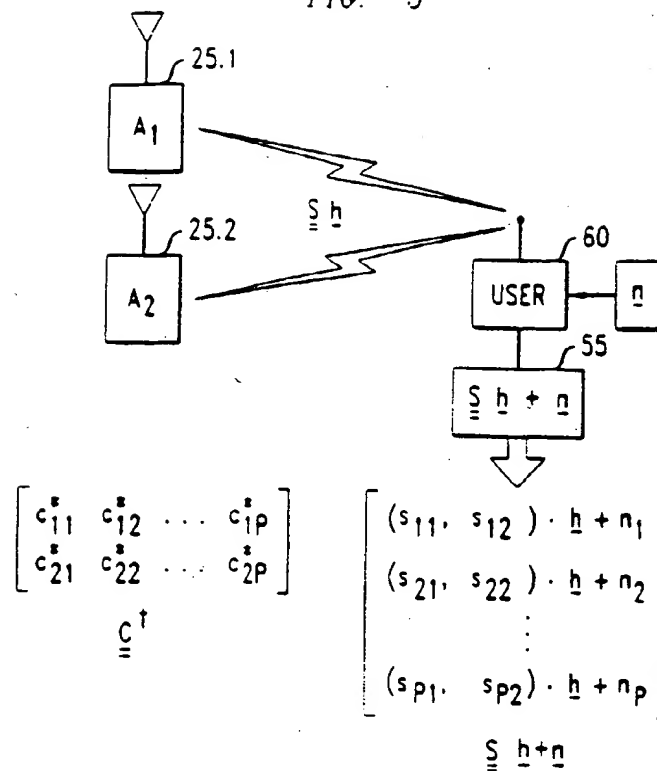 25.1
A1
S h
25.2
A2
60
USER
n
55
S h + n
[ c*11 c*12 ... c*1P ]
[ c*21 c*22 ... c*2P ]
C†
(s11, s12) · h + n1
(s21, s22) · h + n2
⋮
(sP1, sP2) · h + nP
S h+n